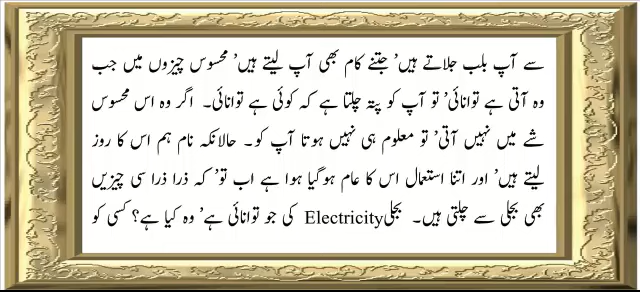 سے آپ بلب جلاتے ہیں’ جتنے کام بھی آپ لیتے ہیں’ محسوس چیزوں میں جب
وہ آتی ہے توانائی’ تو آپ کو پتہ چلتا ہے کہ کوئی ہے توانائی۔ اگر وہ اس محسوس
شے میں نہیں آتی’ تو معلوم ہی نہیں ہوتا آپ کو۔ حالانکہ نام ہم اس کا روز
لیتے ہیں’ اور اتنا استعمال اس کا عام ہوگیا ہوا ہے اب تو’ کہ ذرا ذرا سی چیزیں
بھی بجلی سے چلتی ہیں۔ بجلیElectricity کی جو توانائی ہے’ وہ کیا ہے؟ کسی کو